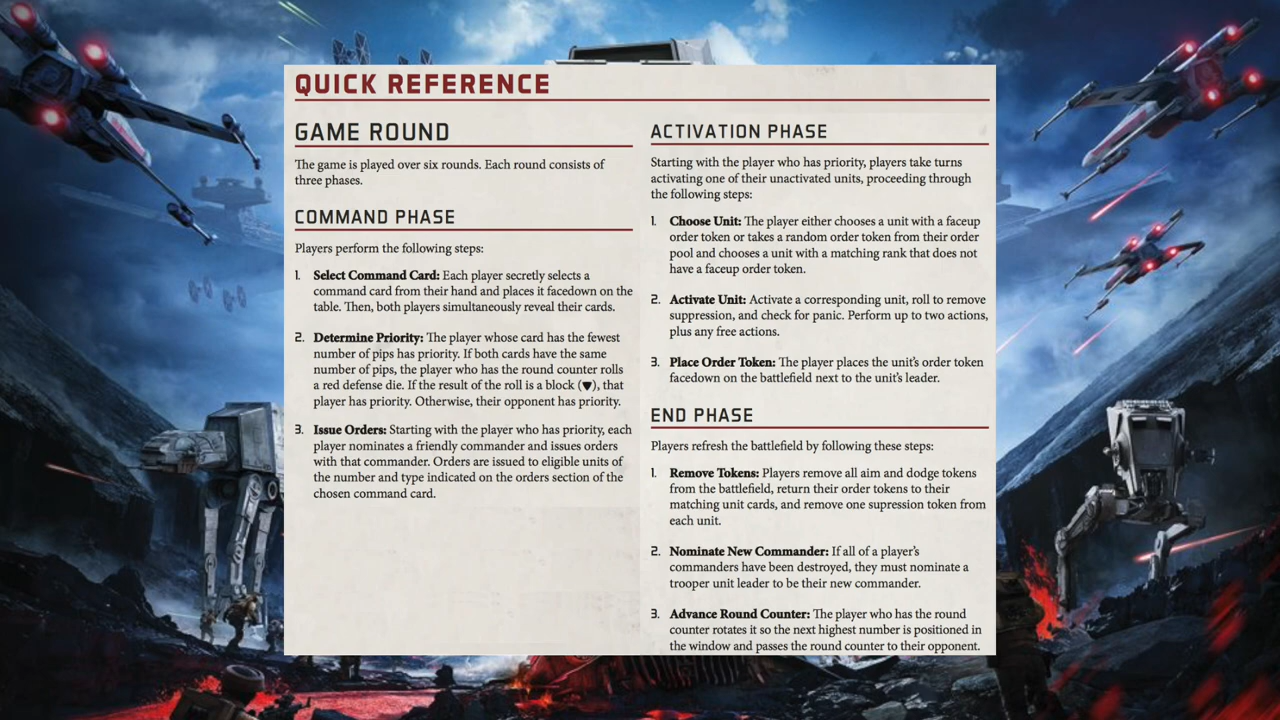 QUICK REFERENCE
GAME ROUND
The game is played over six rounds. Each round consists of
three phases.
COMMAND PHASE
Players perform the following steps:
1. Select Command Card: Each player secretly selects a
command card from their hand and places it facedown on the
table. Then, both players simultaneously reveal their cards.
2. Determine Priority: The player whose card has the fewest
number of pips has priority. If both cards have the same
number of pips, the player who has the round counter rolls
a red defense die. If the result of the roll is a block (▼), that
player has priority. Otherwise, their opponent has priority.
3. Issue Orders: Starting with the player who has priority, each
player nominates a friendly commander and issues orders
with that commander. Orders are issued to eligible units of
the number and type indicated on the orders section of the
chosen command card.
ACTIVATION PHASE
Starting with the player who has priority, players take turns
activating one of their unactivated units, proceeding through
the following steps:
1. Choose Unit: The player either chooses a unit with a faceup
order token or takes a random order token from their order
pool and chooses a unit with a matching rank that does not
have a faceup order token.
2. Activate Unit: Activate a corresponding unit, roll to remove
suppression, and check for panic. Perform up to two actions,
plus any free actions.
3. Place Order Token: The player places the unit's order token
facedown on the battlefield next to the unit's leader.
END PHASE
Players refresh the battlefield by following these steps:
1. Remove Tokens: Players remove all aim and dodge tokens
from the battlefield, return their order tokens to their
matching unit cards, and remove one supression token from
each unit.
2. Nominate New Commander: If all of a player's
commanders have been destroyed, they must nominate a
trooper unit leader to be their new commander.
3. Advance Round Counter: The player who has the round
counter rotates it so the next highest number is positioned in
the window and passes the round counter to their opponent.